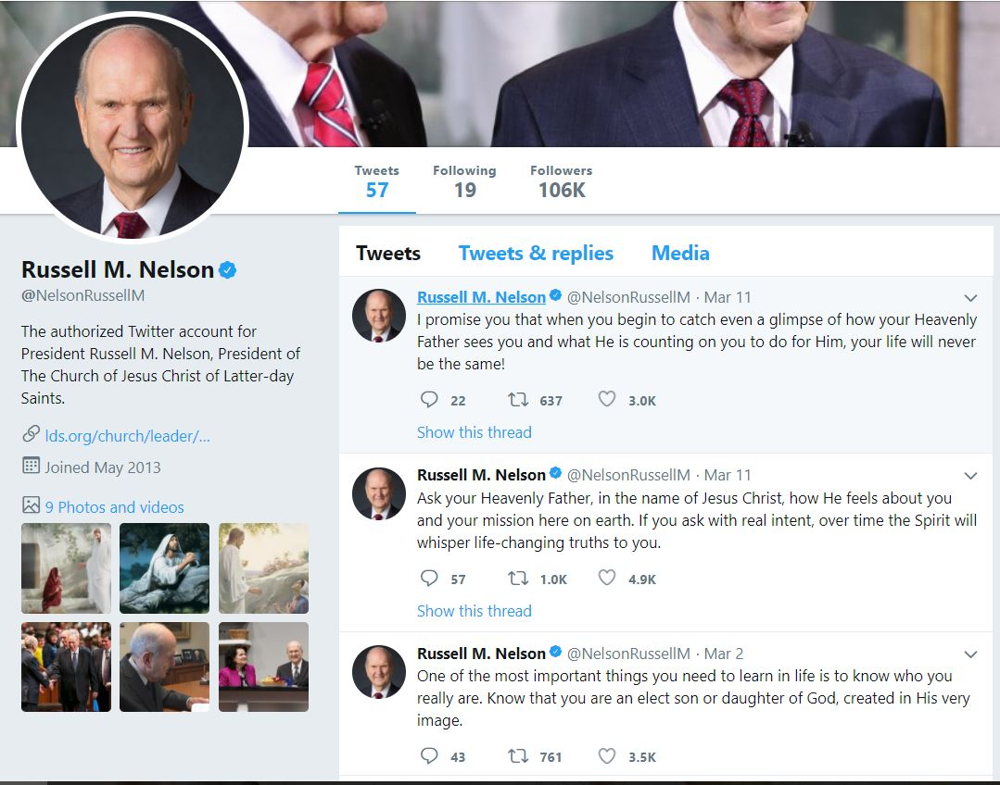 Tweets
57
Following
19
Followers
106K
Russell M. Nelson
@NelsonRussellM
The authorized Twitter account for
President Russell M. Nelson, President of
The Church of Jesus Christ of Latter-day
Saints.
lds.org/church/leader/...
Joined May 2013
9 Photos and videos
Tweets Tweets & replies Media
Russell M. Nelson @NelsonRussellM · Mar 11
I promise you that when you begin to catch even a glimpse of how your Heavenly
Father sees you and what He is counting on you to do for Him, your life will never
be the same!
22 637 3.0K
Show this thread
Russell M. Nelson @NelsonRussellM · Mar 11
Ask your Heavenly Father, in the name of Jesus Christ, how He feels about you
and your mission here on earth. If you ask with real intent, over time the Spirit will
whisper life-changing truths to you.
57 1.0K 4.9K
Show this thread
Russell M. Nelson @NelsonRussellM · Mar 2
One of the most important things you need to learn in life is to know who you
really are. Know that you are an elect son or daughter of God, created in His very
image.
43 761 3.5K